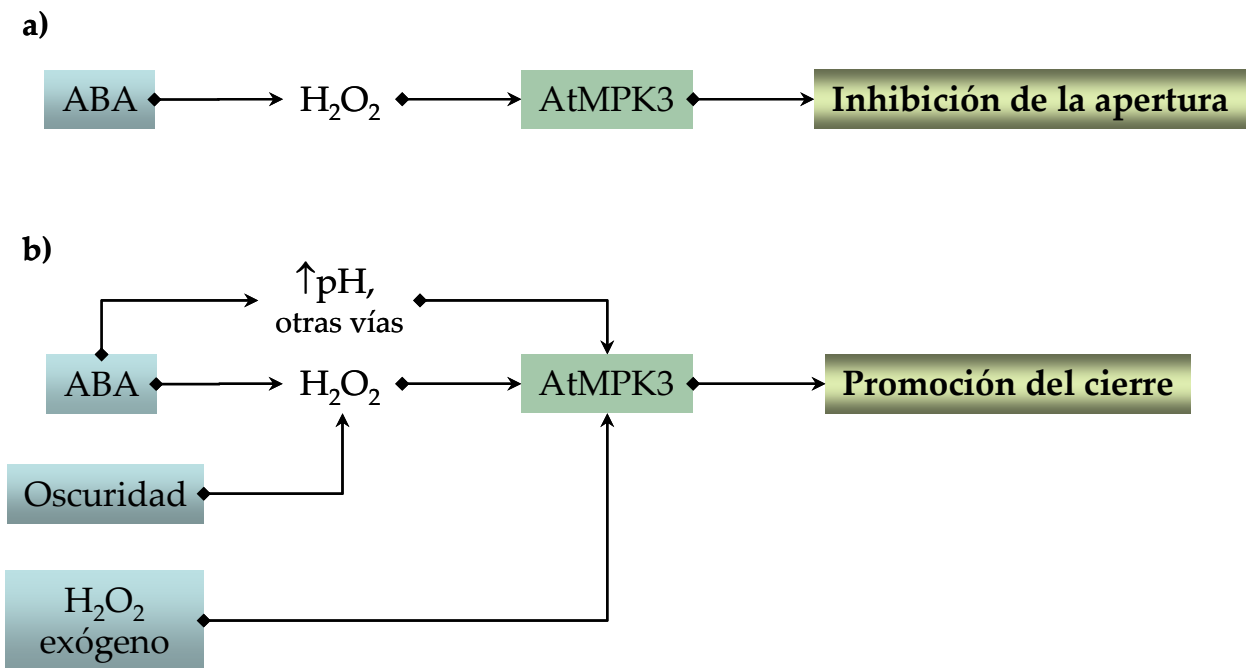 a)
ABA H₂O₂ AtMPK3 Inhibición de la apertura
b)
↑pH,
otras vías
ABA H₂O₂ AtMPK3 Promoción del cierre
Oscuridad
H₂O₂
exógeno